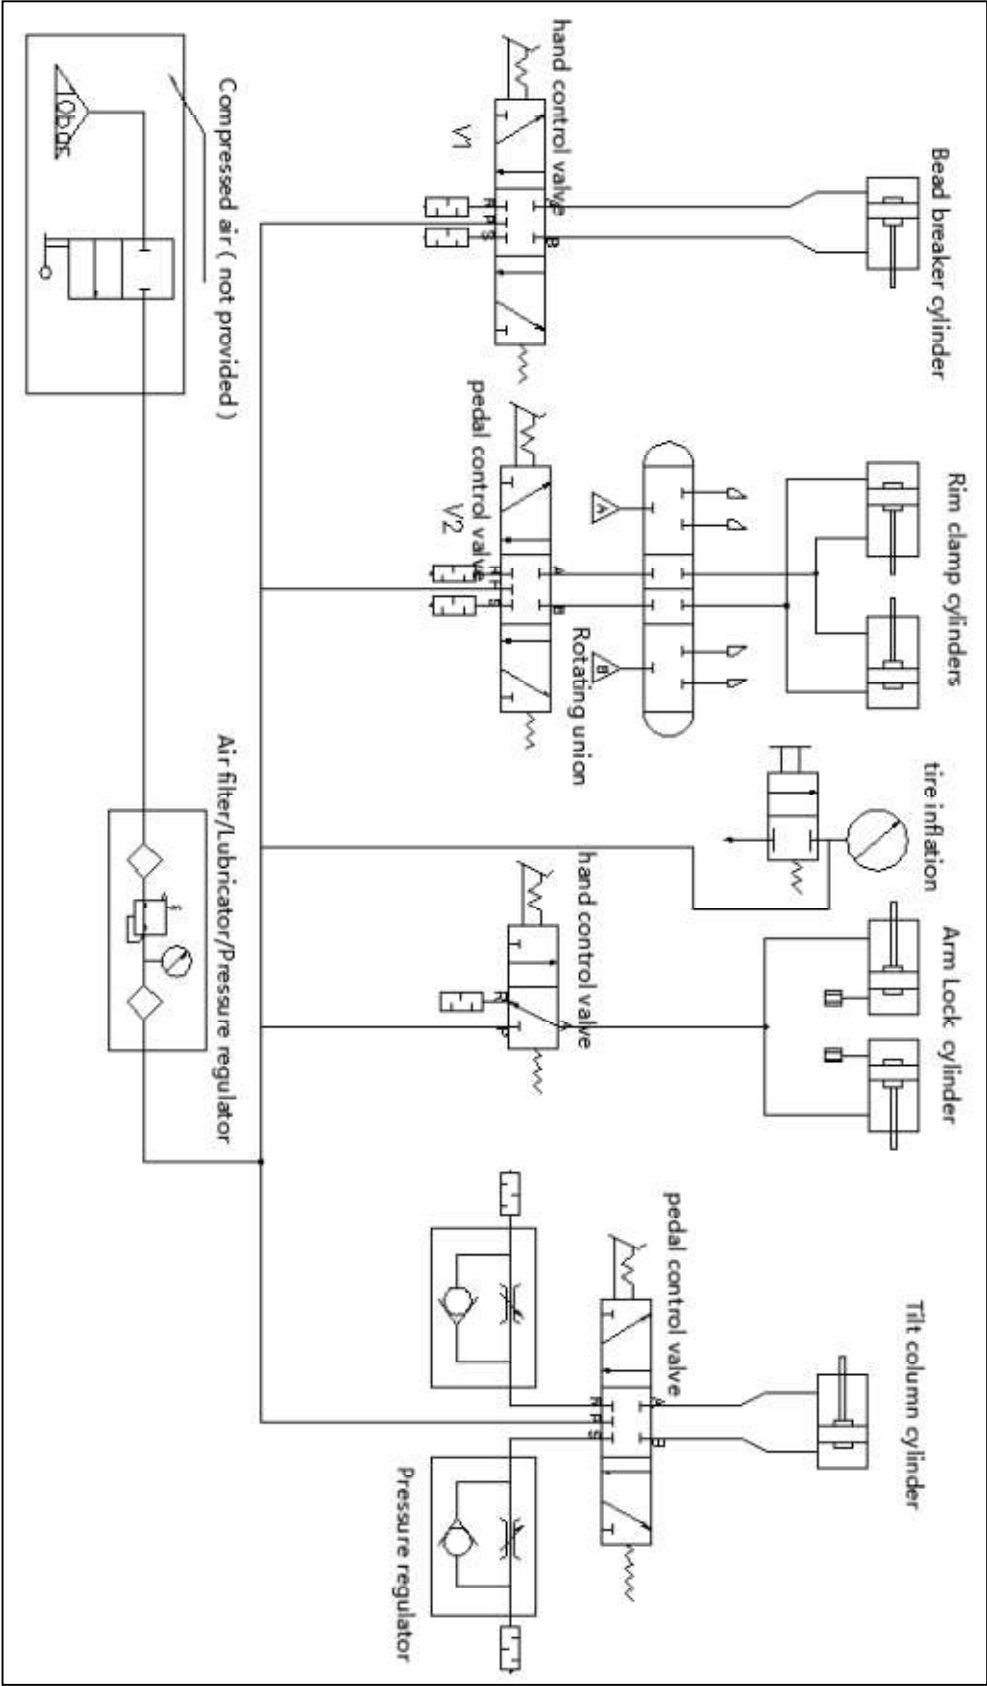 Bead breaker cylinder
Rim clamp cylinders
tire inflation
Arm Lock cylinder
Tilt column cylinder
hand control valve
A
B
R
P
S
V1
A
B
Rotating union
pedal control valve
A
B
R
P
S
V2
hand control valve
A
R
P
pedal control valve
A
B
R
P
S
Pressure regulator
Compressed air ( not provided )
10bar
Air filter/Lubricator/Pressure regulator